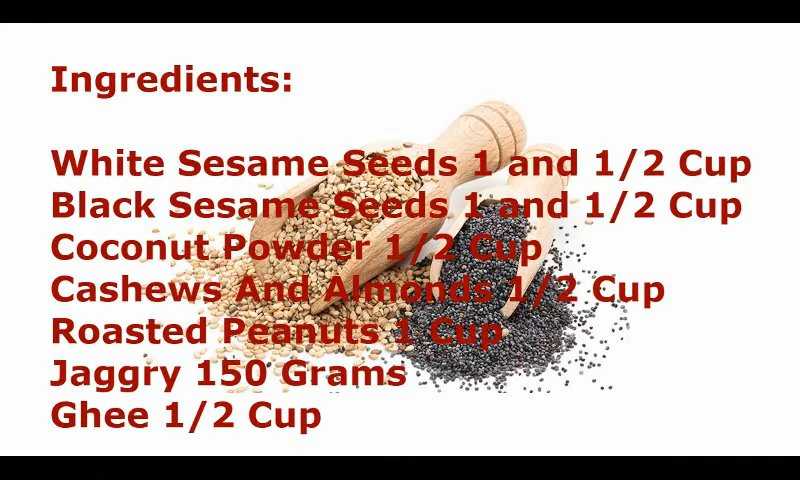 Ingredients:
White Sesame Seeds 1 and 1/2 Cup
Black Sesame Seeds 1 and 1/2 Cup
Coconut Powder 1/2 Cup
Cashews And Almonds 1/2 Cup
Roasted Peanuts 1 Cup
Jaggry 150 Grams
Ghee 1/2 Cup